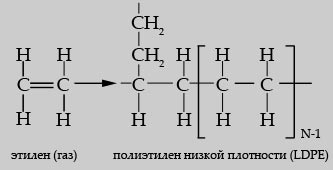 CH2
H H CH2 H H H
C=C C C C C
H H H H H H
N-1
этилен (газ) полиэтилен низкой плотности (LDPE)